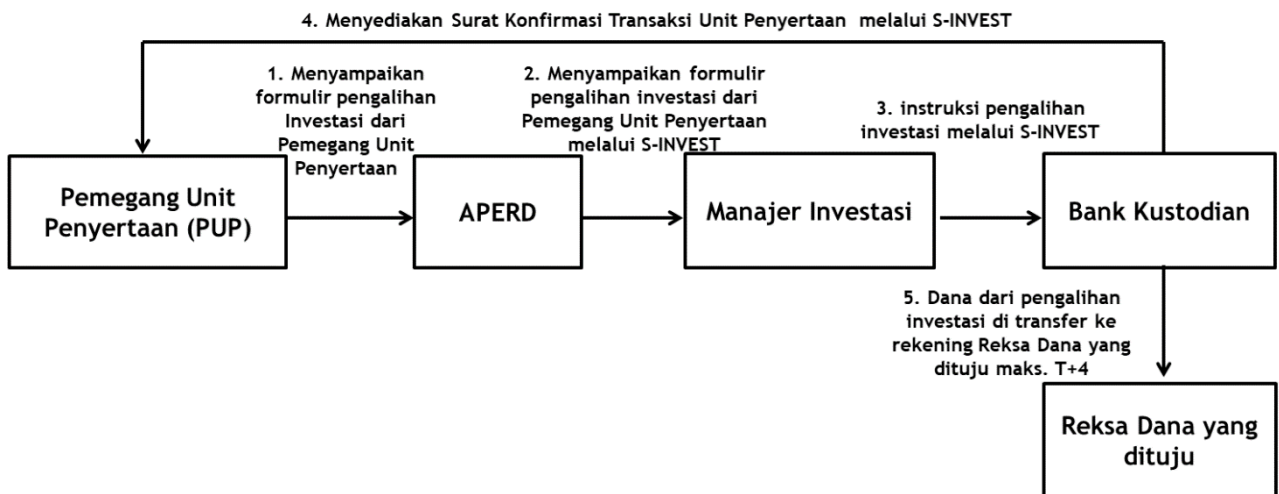 4. Menyediakan Surat Konfirmasi Transaksi Unit Penyertaan melalui S-INVEST
1. Menyampaikan
formulir pengalihan
Investasi dari
Pemegang Unit
Penyertaan
2. Menyampaikan formulir
pengalihan investasi dari
Pemegang Unit Penyertaan
melalui S-INVEST
3. instruksi pengalihan
investasi melalui S-INVEST
Pemegang Unit
Penyertaan (PUP)
APERD
Manajer Investasi
Bank Kustodian
5. Dana dari pengalihan
investasi di transfer ke
rekening Reksa Dana yang
dituju maks. T+4
Reksa Dana yang
dituju